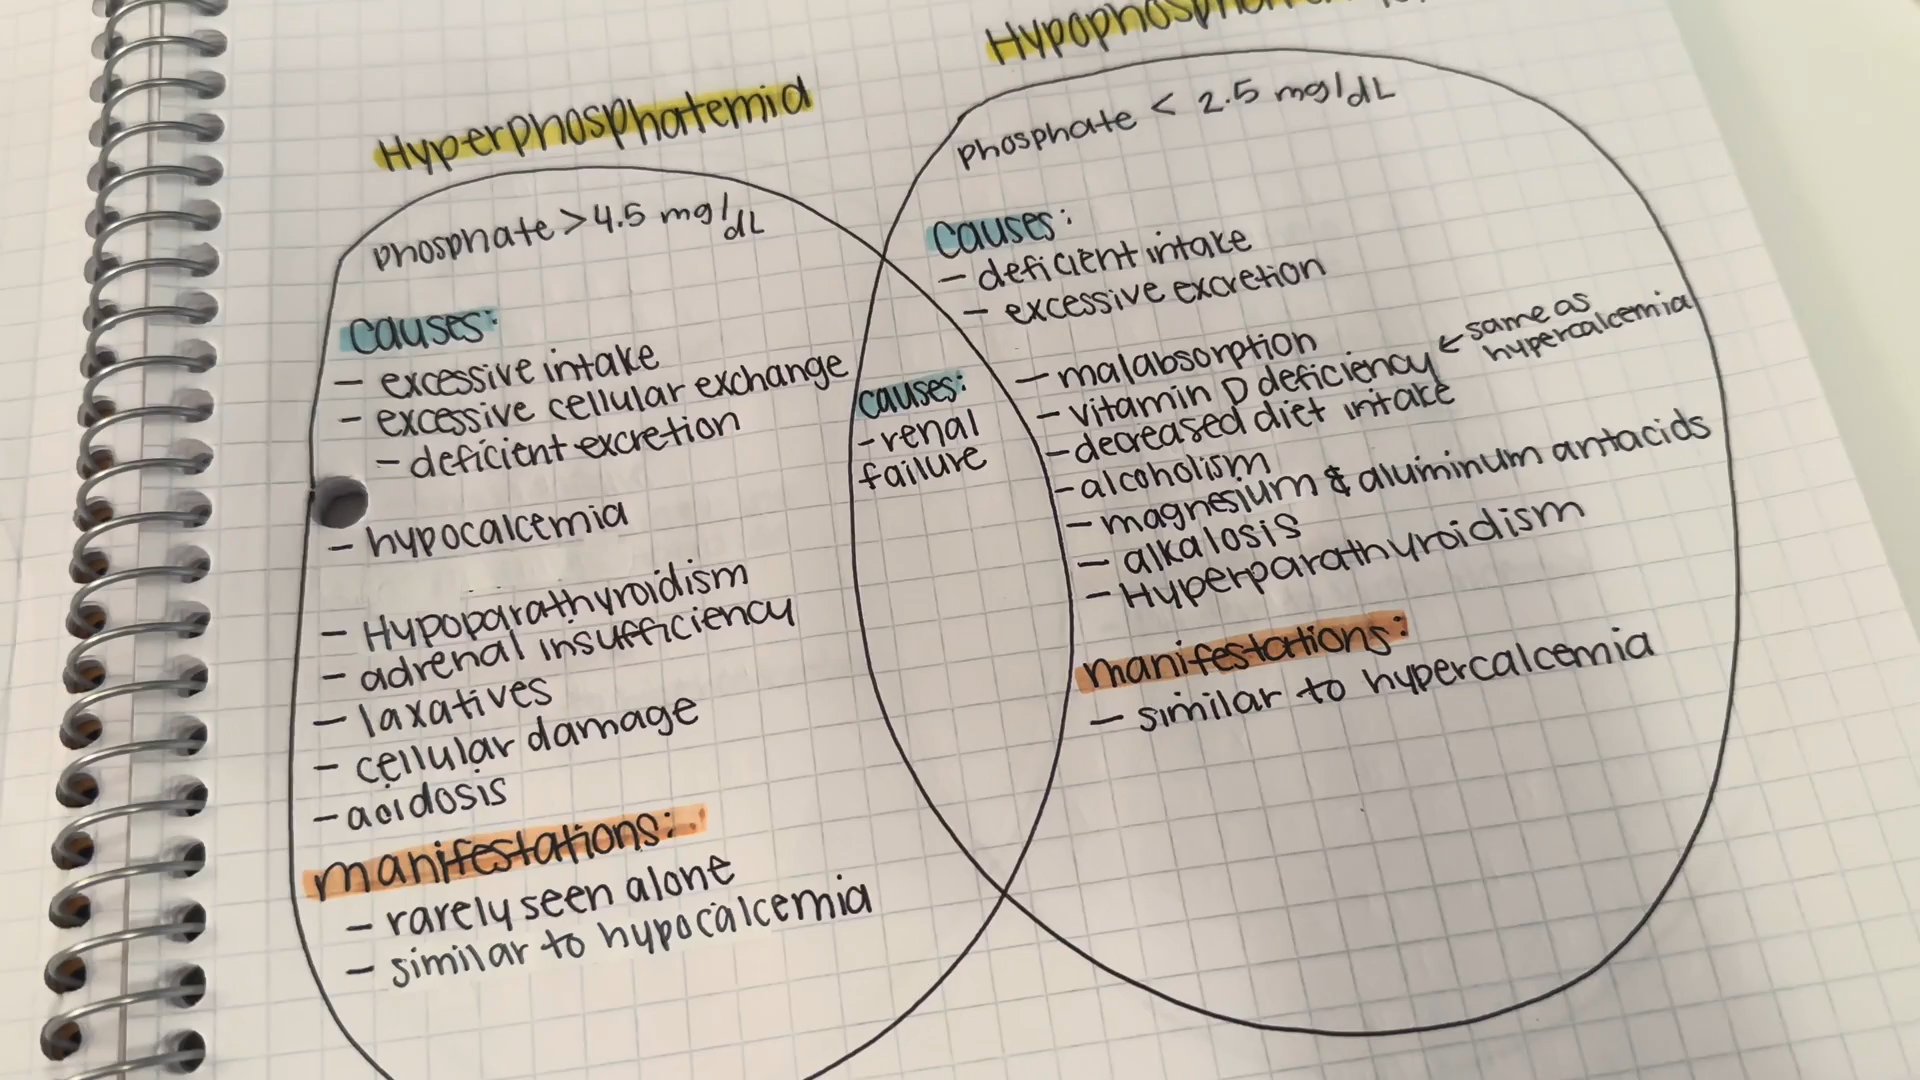 Hyperphosphatemia
phosphate > 4.5 mg/dL
causes:
- excessive intake
- excessive cellular exchange
- deficient excretion
- hypocalcemia
- Hypoparathyroidism
- adrenal insufficiency
- laxatives
- cellular damage
- acidosis
manifestations:
- rarely seen alone
- similar to hypocalcemia
causes:
- renal
failure
phosphate < 2.5 mg/dL
causes:
- deficient intake
- excessive excretion
- malabsorption
- vitamin D deficiency ← same as
hypercalcemia
- decreased diet intake
- alcoholism
- magnesium & aluminum antacids
- alkalosis
- Hyperparathyroidism
manifestations:
- similar to hypercalcemia